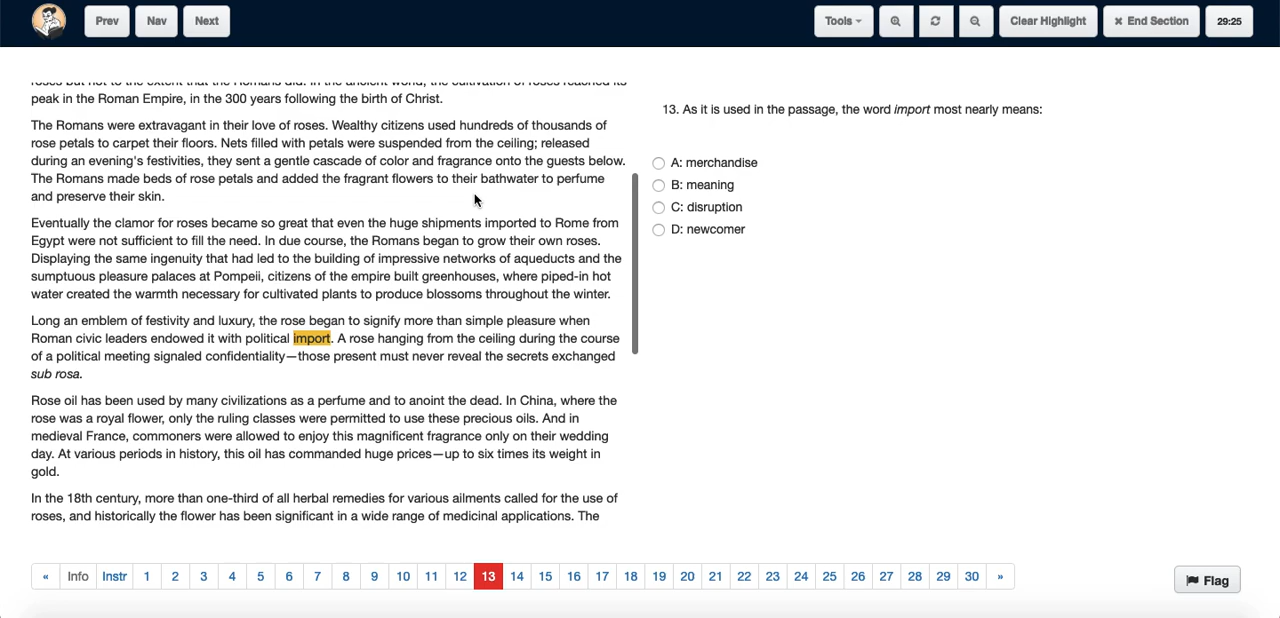 Prev Nav Next Tools Clear Highlight ✖ End Section 29:25
peak in the Roman Empire, in the 300 years following the birth of Christ.
The Romans were extravagant in their love of roses. Wealthy citizens used hundreds of thousands of
rose petals to carpet their floors. Nets filled with petals were suspended from the ceiling; released
during an evening's festivities, they sent a gentle cascade of color and fragrance onto the guests below.
The Romans made beds of rose petals and added the fragrant flowers to their bathwater to perfume
and preserve their skin.
Eventually the clamor for roses became so great that even the huge shipments imported to Rome from
Egypt were not sufficient to fill the need. In due course, the Romans began to grow their own roses.
Displaying the same ingenuity that had led to the building of impressive networks of aqueducts and the
sumptuous pleasure palaces at Pompeii, citizens of the empire built greenhouses, where piped-in hot
water created the warmth necessary for cultivated plants to produce blossoms throughout the winter.
Long an emblem of festivity and luxury, the rose began to signify more than simple pleasure when
Roman civic leaders endowed it with political import. A rose hanging from the ceiling during the course
of a political meeting signaled confidentiality—those present must never reveal the secrets exchanged
sub rosa.
Rose oil has been used by many civilizations as a perfume and to anoint the dead. In China, where the
rose was a royal flower, only the ruling classes were permitted to use these precious oils. And in
medieval France, commoners were allowed to enjoy this magnificent fragrance only on their wedding
day. At various periods in history, this oil has commanded huge prices—up to six times its weight in
gold.
In the 18th century, more than one-third of all herbal remedies for various ailments called for the use of
roses, and historically the flower has been significant in a wide range of medicinal applications. The
13. As it is used in the passage, the word import most nearly means:
A: merchandise
B: meaning
C: disruption
D: newcomer
« Info Instr 1 2 3 4 5 6 7 8 9 10 11 12 13 14 15 16 17 18 19 20 21 22 23 24 25 26 27 28 29 30 »
Flag